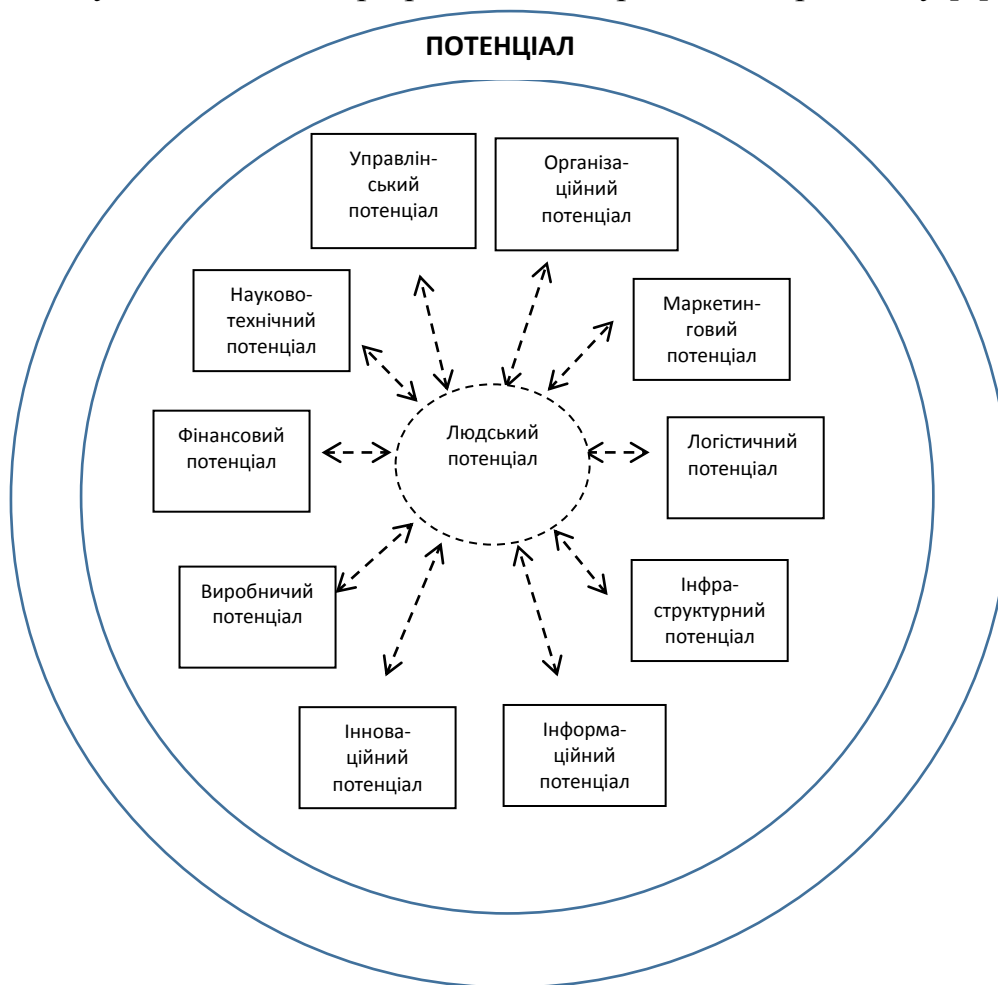 ПОТЕНЦІАЛ
Управлін-
ський
потенціал
Організа-
ційний
потенціал
Науково-
технічний
потенціал
Маркетин-
говий
потенціал
Фінансовий
потенціал
Людський
потенціал
Логістичний
потенціал
Виробничий
потенціал
Інфра-
структурний
потенціал
Іннова-
ційний
потенціал
Інформа-
ційний
потенціал